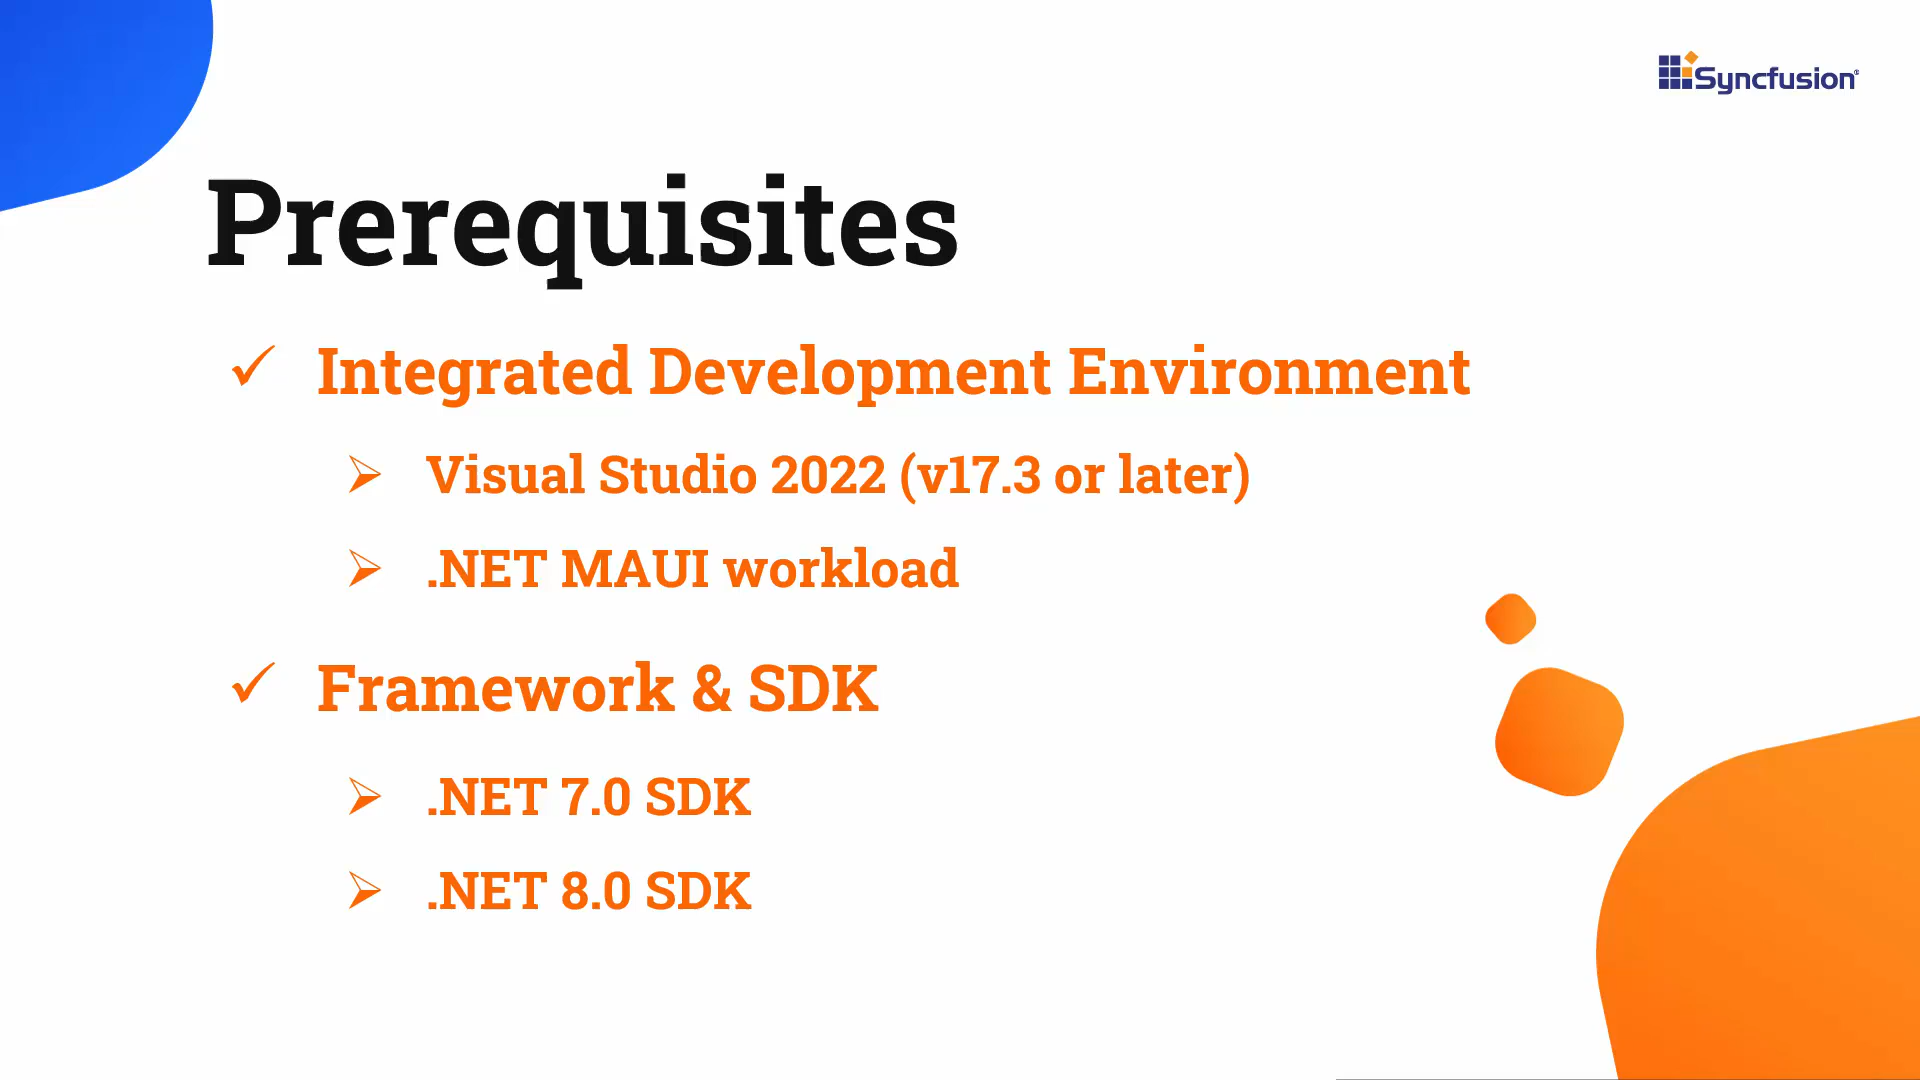 Syncfusion®
Prerequisites
✓ Integrated Development Environment
➢ Visual Studio 2022 (v17.3 or later)
➢ .NET MAUI workload
✓ Framework & SDK
➢ .NET 7.0 SDK
➢ .NET 8.0 SDK